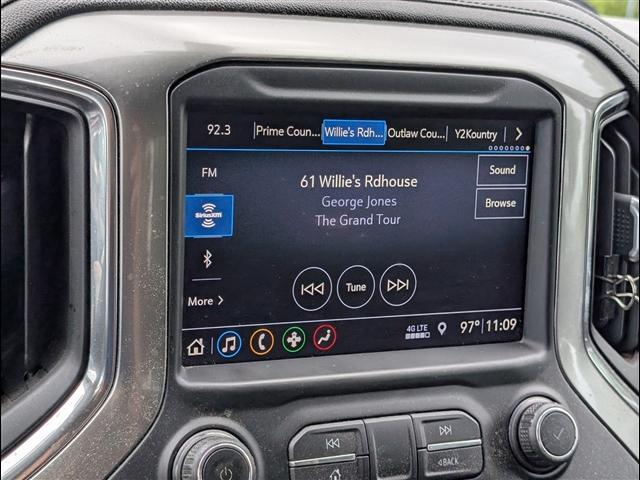 92.3 Prime Coun... Willie's Rdh... Outlaw Cou... Y2Kountry >
FM
61 Willie's Rdhouse
Sound
SiriusXM
George Jones
Browse
The Grand Tour
More >
Tune
4G LTE 97° 11:09
BACK